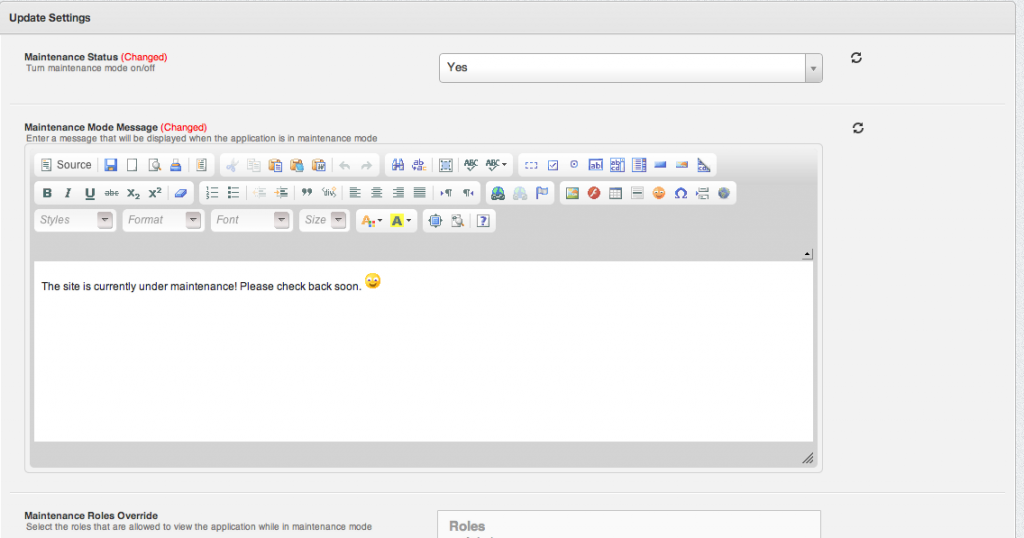 Update Settings
Maintenance Status (Changed)
Turn maintenance mode on/off
Yes
Maintenance Mode Message (Changed)
Enter a message that will be displayed when the application is in maintenance mode
Source
Styles Format Font Size
The site is currently under maintenance! Please check back soon.
Maintenance Roles Override
Select the roles that are allowed to view the application while in maintenance mode
Roles